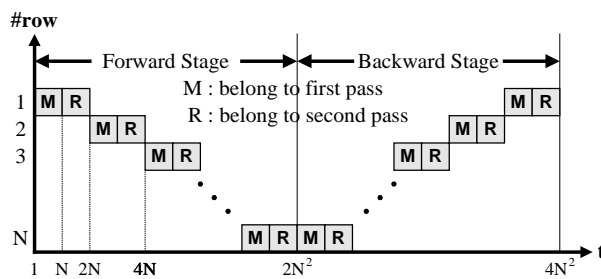 #row
Forward Stage Backward Stage
M : belong to first pass
R : belong to second pass
1 M R M R
2 M R M R
3 M R M R
N M R M R
1 N 2N 4N 2N² 4N² t